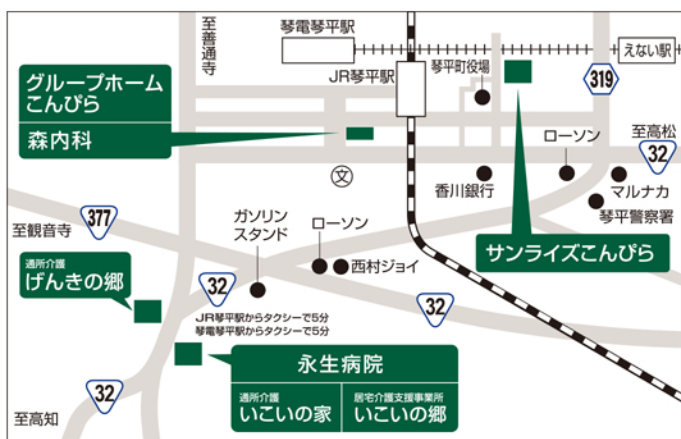 至善通寺
琴電琴平駅
えない駅
JR琴平駅
琴平町役場
319
グループホーム
こんぴら
森内科
ローソン
至高松
32
文
香川銀行
マルナカ
琴平警察署
377
至観音寺
ガソリン
スタンド
ローソン
西村ジョイ
サンライズこんぴら
通所介護
げんきの郷
32
32
JR琴平駅からタクシーで5分
琴電琴平駅からタクシーで5分
永生病院
通所介護
いこいの家
居宅介護支援事業所
いこいの郷
32
至高知